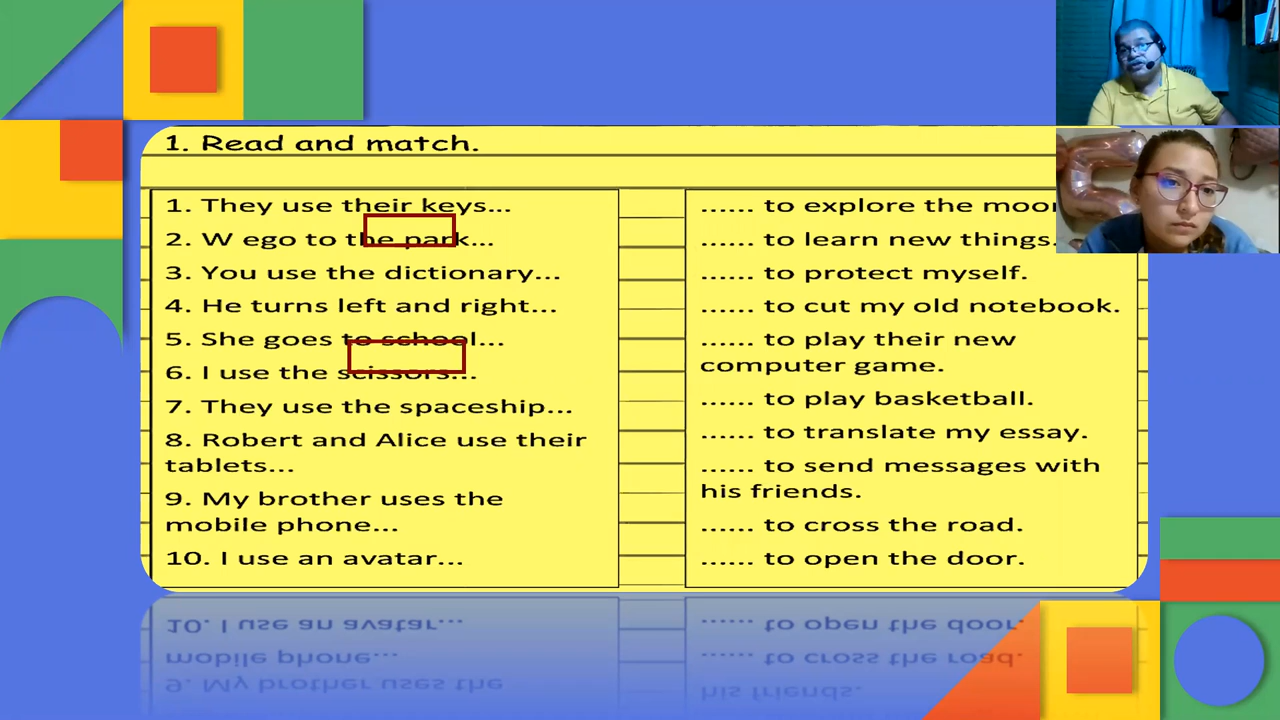 1. Read and match.
1. They use their keys...
2. W ego to the park...
3. You use the dictionary...
4. He turns left and right...
5. She goes to school...
6. I use the scissors...
7. They use the spaceship...
8. Robert and Alice use their
tablets...
9. My brother uses the
mobile phone...
10. I use an avatar...
...... to explore the moon
...... to learn new things.
...... to protect myself.
...... to cut my old notebook.
...... to play their new
computer game.
...... to play basketball.
...... to translate my essay.
...... to send messages with
his friends.
...... to cross the road.
...... to open the door.